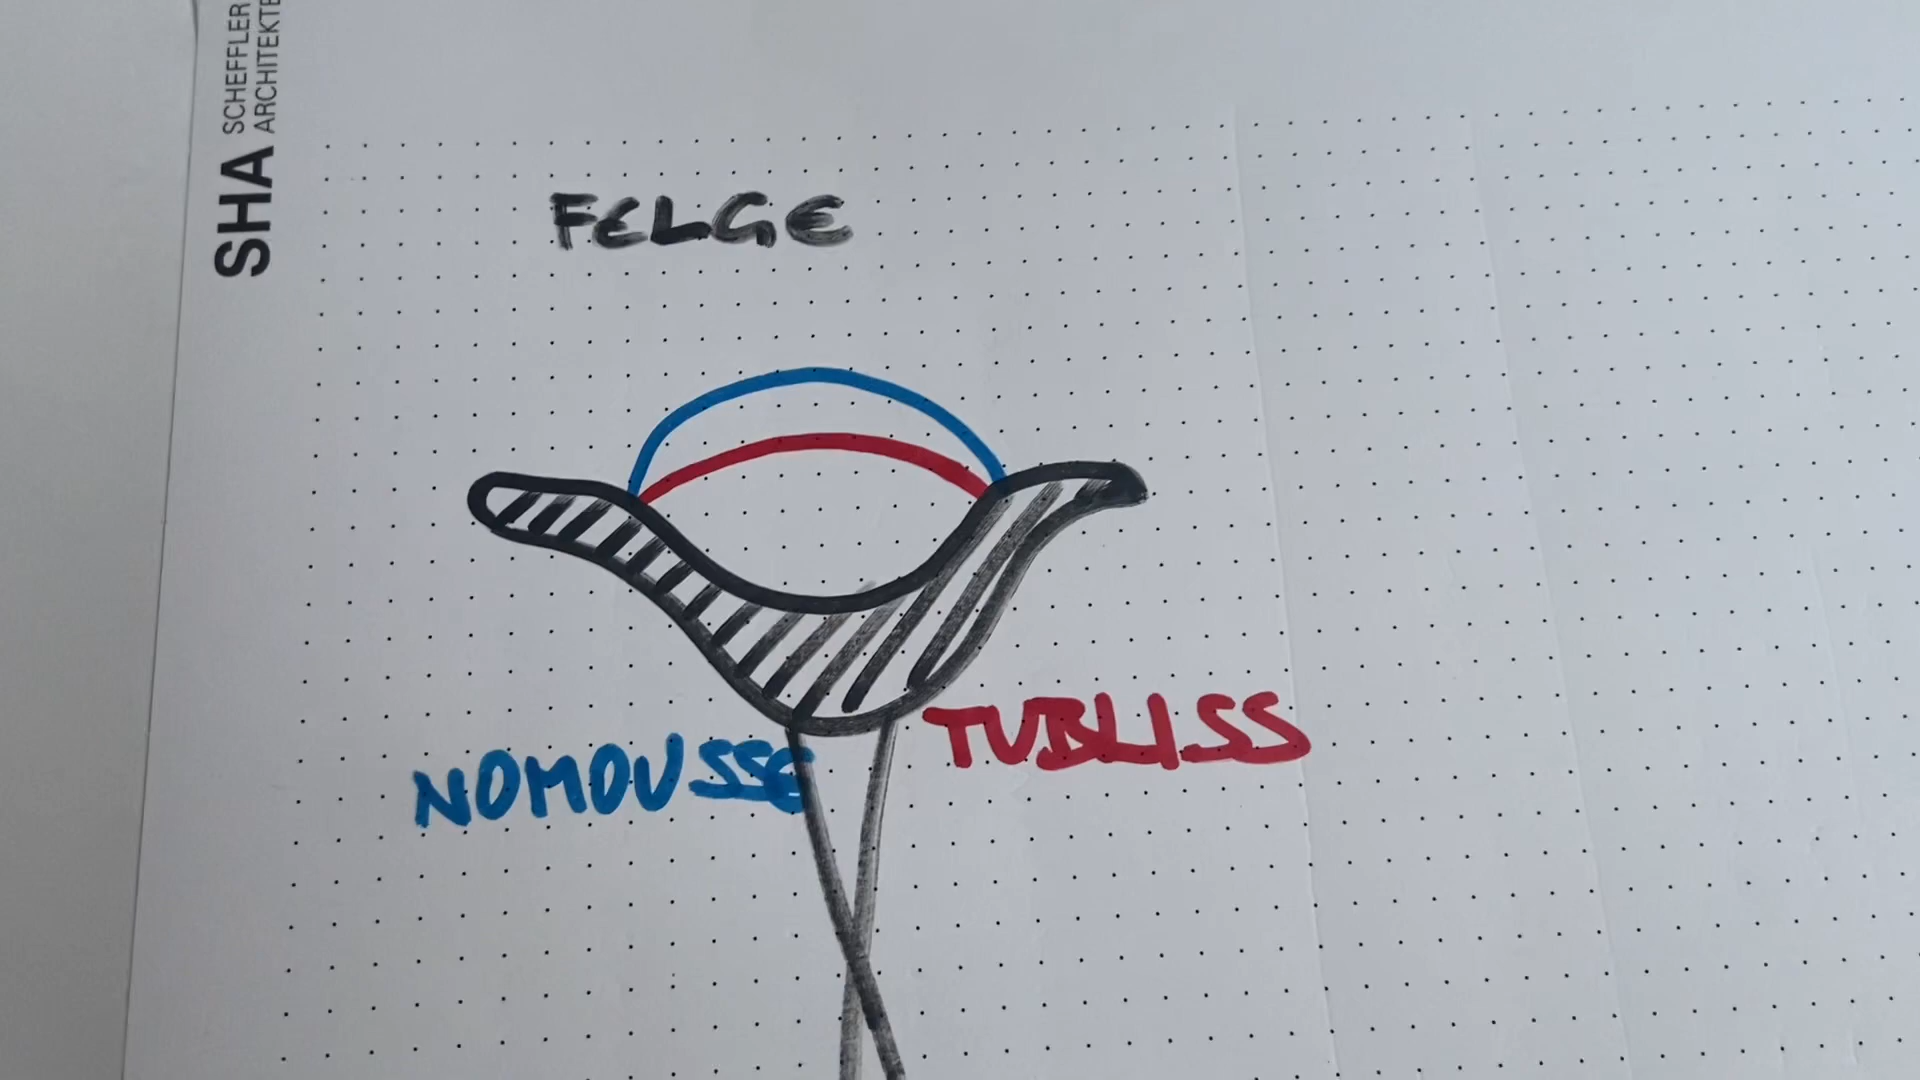 SHA SCHEFFLER
ARCHITEKTE
FELGE
TUBLISS
NOMOUSSE